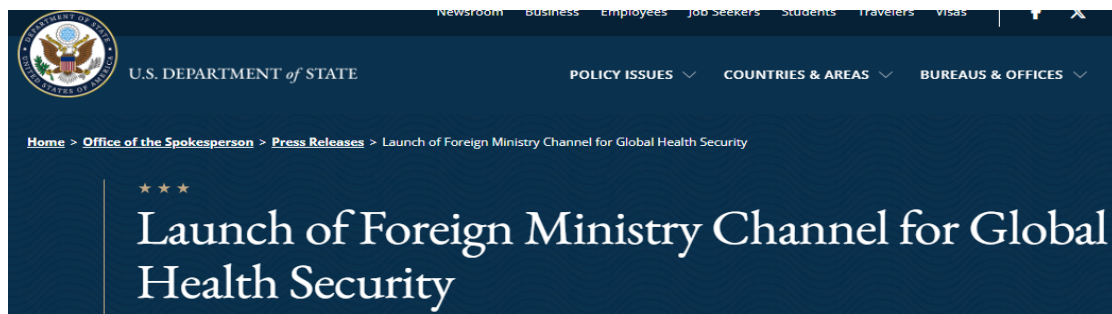 Newsroom Business Employees Job Seekers Students Travelers Visas
U.S. DEPARTMENT of STATE
POLICY ISSUES COUNTRIES & AREAS BUREAUS & OFFICES
Home > Office of the Spokesperson > Press Releases > Launch of Foreign Ministry Channel for Global Health Security
Launch of Foreign Ministry Channel for Global
Health Security